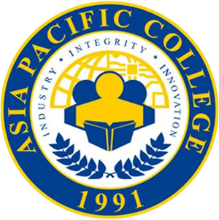 ASIA PACIFIC COLLEGE
INDUSTRY • INTEGRITY • INNOVATION
1991